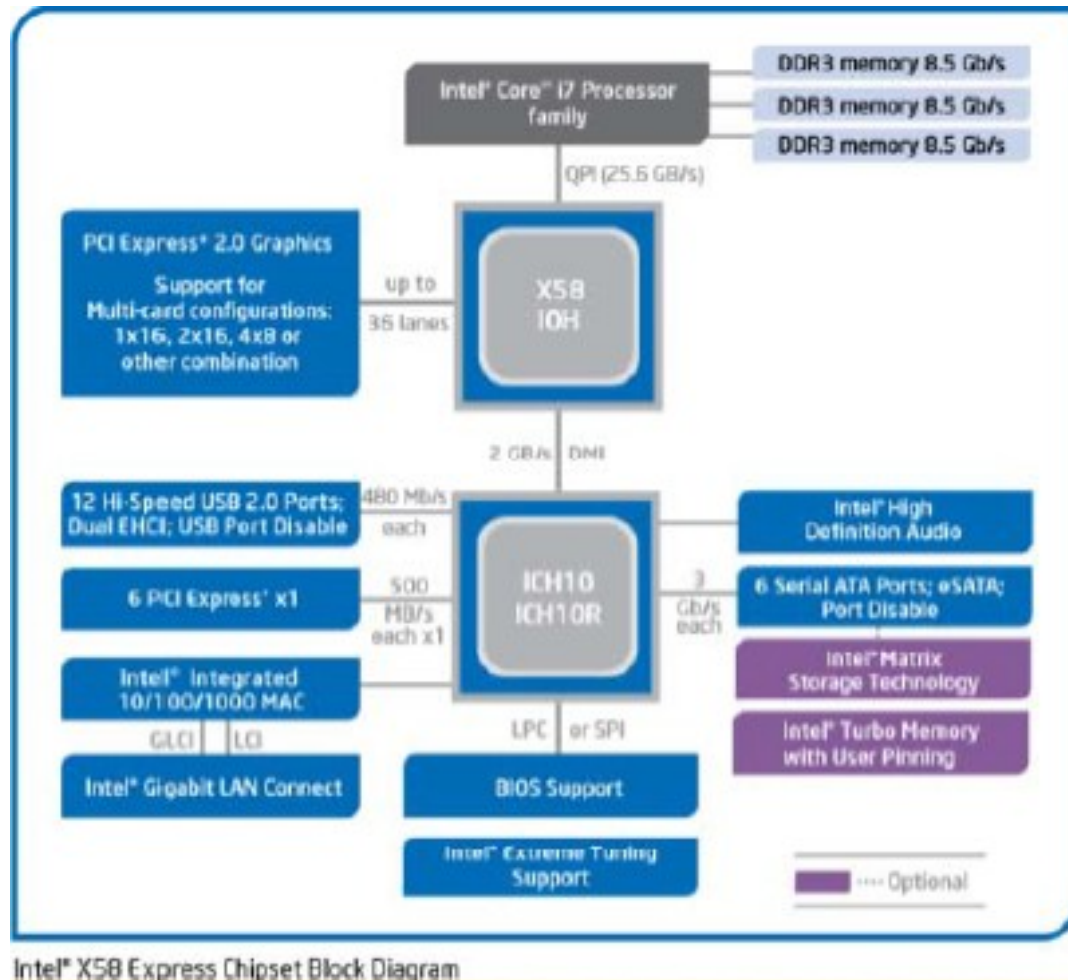 Intel® Core™ i7 Processor
family
DDR3 memory 8.5 Gb/s
DDR3 memory 8.5 Gb/s
DDR3 memory 8.5 Gb/s
QPI (25.6 GB/s)
PCI Express* 2.0 Graphics
Support for
Multi-card configurations:
1x16, 2x16, 4x8 or
other combination
up to
36 lanes
X58
IOH
2 GB/s DMI
12 Hi-Speed USB 2.0 Ports;
Dual EHCI; USB Port Disable
480 Mb/s
each
6 PCI Express* x1
500
MB/s
each x1
Intel® Integrated
10/100/1000 MAC
GLCI LCI
Intel® Gigabit LAN Connect
ICH10
ICH10R
Intel® High
Definition Audio
3
Gb/s
each
6 Serial ATA Ports; eSATA;
Port Disable
Intel® Matrix
Storage Technology
Intel® Turbo Memory
with User Pinning
LPC or SPI
BIOS Support
Intel® Extreme Tuning
Support
Optional
Intel® X58 Express Chipset Block Diagram